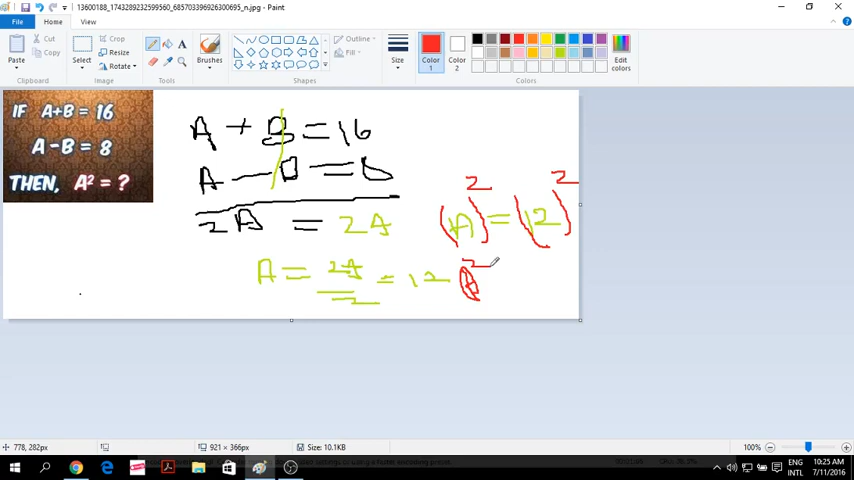 13600188_1743289232599560_6857033969263006​95_n.jpg - Paint
File Home View
Paste Cut Copy Clipboard
Select Crop Resize Rotate Image
A Tools
Brushes
Outline Fill Shapes
Size
Color 1 Color 2 Edit colors Colors
IF A+B = 16
A-B = 8
THEN, A² = ?
A + B = 16
2A = 24
(A)² = (12)²
A = 24/2 = 12
A²
778, 282px 921 × 366px Size: 10.1KB 100%
ENG INTL
10:25 AM 7/11/2016